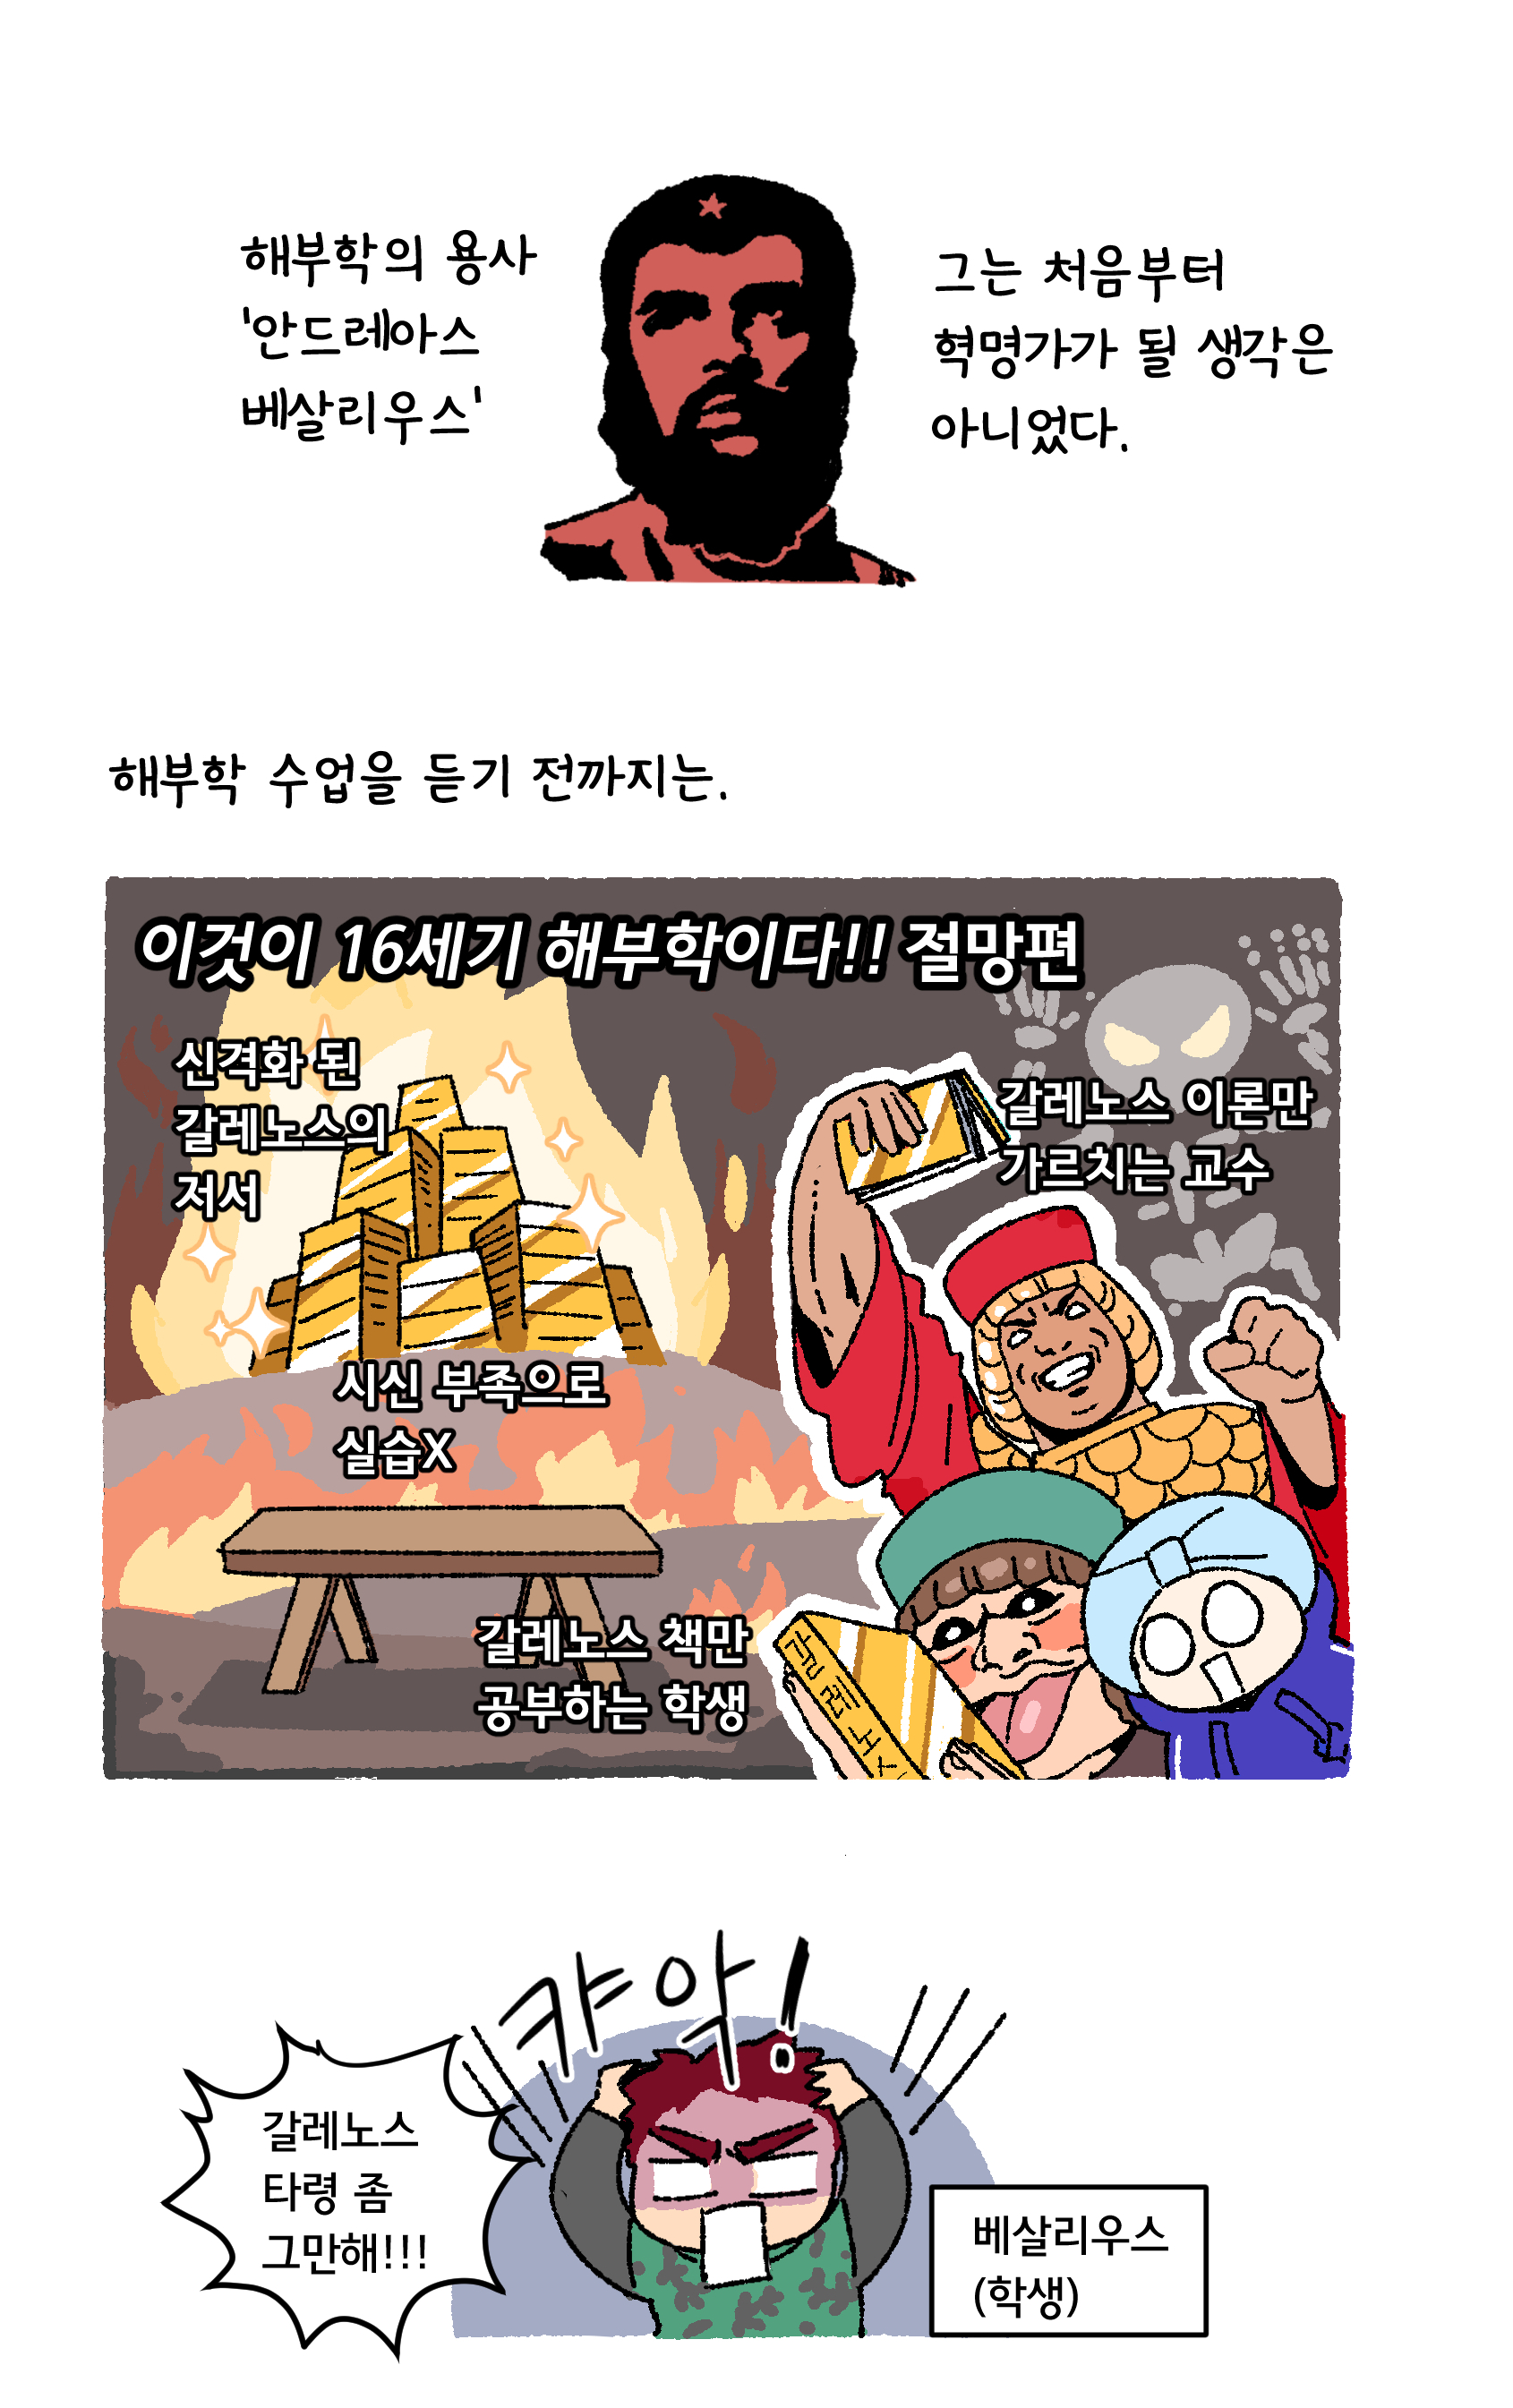 해부학의 용사
'안드레아스
베살리우스'
그는 처음부터
혁명가가 될 생각은
아니었다.
해부학 수업을 듣기 전까지는.
이것이 16세기 해부학이다!! 절망편
신격화 된
갈레노스의
저서
갈레노스 이론만
가르치는 교수
시신 부족으로
실습X
갈레노스 책만
공부하는 학생
갈레노스
캬악!
갈레노스
타령 좀
그만해!!!
베살리우스
(학생)